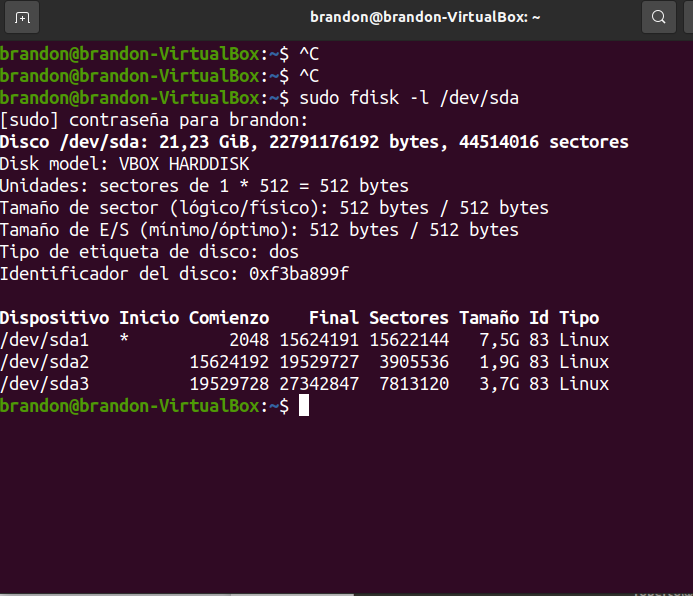 brandon@brandon-VirtualBox: ~
brandon@brandon-VirtualBox:~$ ^C
brandon@brandon-VirtualBox:~$ ^C
brandon@brandon-VirtualBox:~$ sudo fdisk -l /dev/sda
[sudo] contraseña para brandon:
Disco /dev/sda: 21,23 GiB, 22791176192 bytes, 44514016 sectores
Disk model: VBOX HARDDISK
Unidades: sectores de 1 * 512 = 512 bytes
Tamaño de sector (lógico/físico): 512 bytes / 512 bytes
Tamaño de E/S (mínimo/óptimo): 512 bytes / 512 bytes
Tipo de etiqueta de disco: dos
Identificador del disco: 0xf3ba899f
Dispositivo Inicio Comienzo Final Sectores Tamaño Id Tipo
/dev/sda1 * 2048 15624191 15622144 7,5G 83 Linux
/dev/sda2 15624192 19529727 3905536 1,9G 83 Linux
/dev/sda3 19529728 27342847 7813120 3,7G 83 Linux
brandon@brandon-VirtualBox:~$